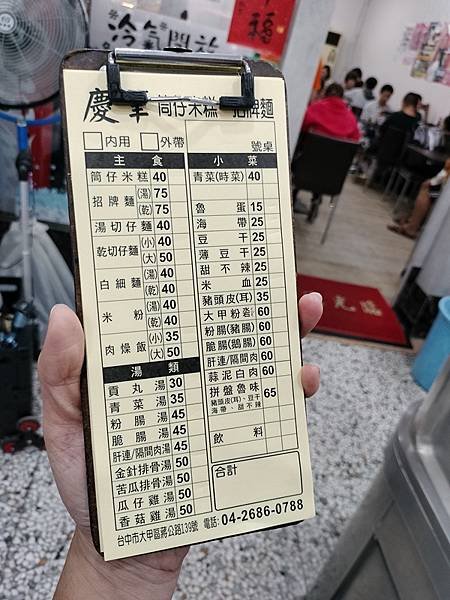 冷氣開放
福
慶 筒仔米糕 招牌麵
內用 外帶 號桌
主食
筒仔米糕 40
招牌麵 (湯) 75
(乾) 75
湯切仔麵 40
乾切仔麵 (小) 40
(大) 50
白細麵 (湯) 40
(乾) 40
米粉 (湯) 40
(乾) 40
肉燥飯 (小) 35
(大) 50
湯類
貢丸湯 30
青菜湯 35
粉腸湯 45
脆腸湯 45
肝連/隔間肉湯 45
金針排骨湯 50
苦瓜排骨湯 50
瓜仔雞湯 50
香菇雞湯 50
小菜
青菜(時菜) 40
魯蛋 15
海帶 25
豆干 25
薄豆干 25
甜不辣 25
米血 25
豬頭皮(耳) 35
大甲粉 60
粉腸(豬腸) 60
脆腸(鵝腸) 60
肝連/隔間肉 60
蒜泥白肉 60
拼盤魯味 65
豬頭皮(耳)、豆干
海帶、甜不辣
飲料
合計
台中市大甲區蔣公路139號 電話:04-2686-0788